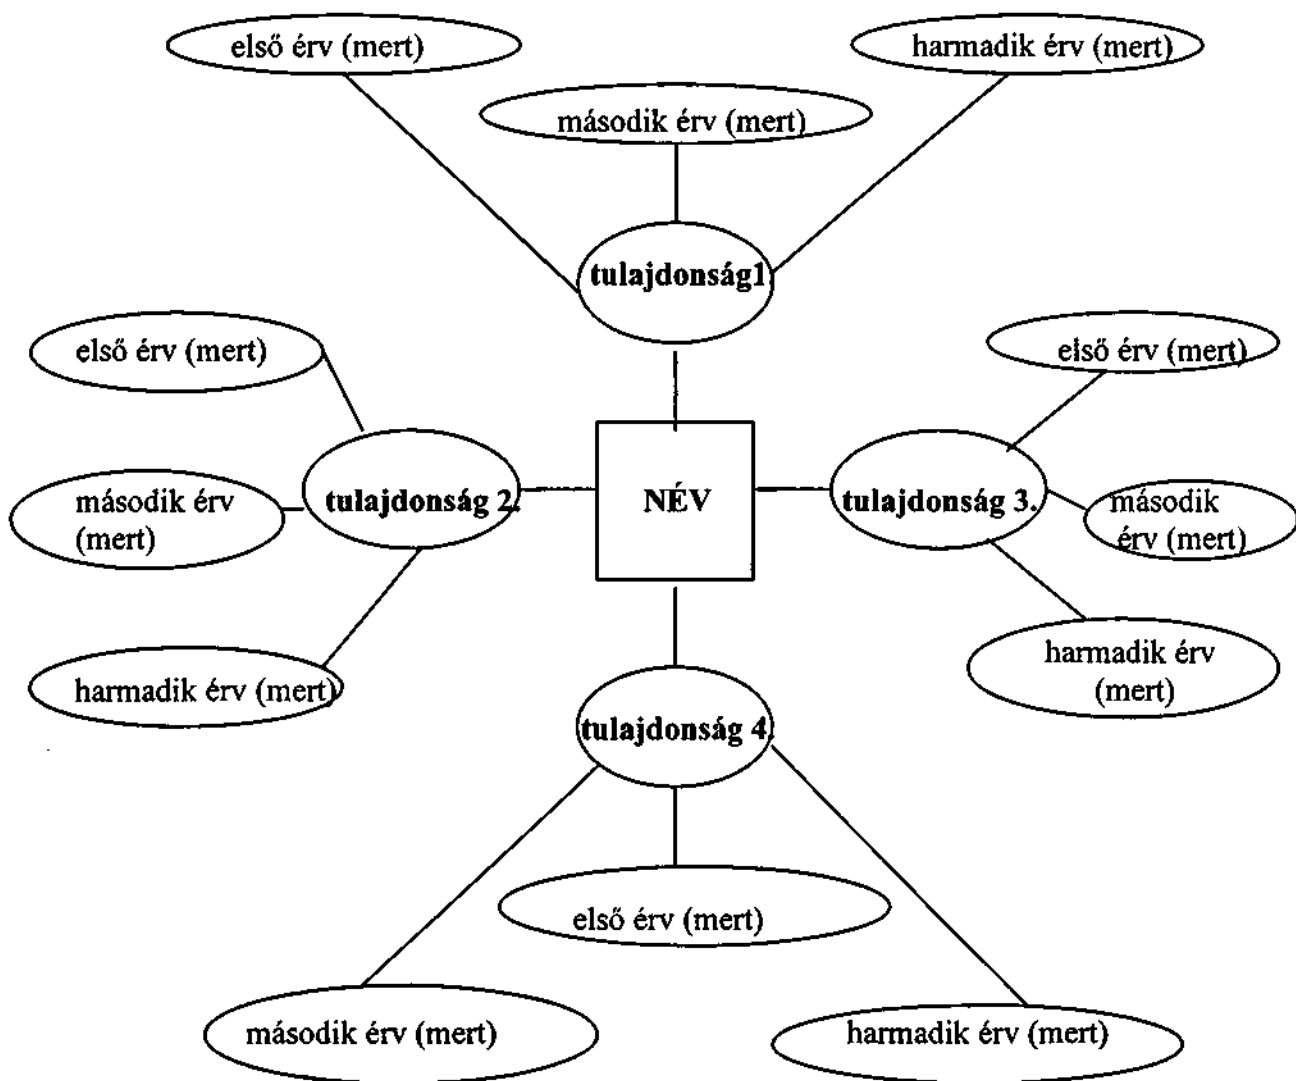 első érv (mert)
harmadik érv (mert)
második érv (mert)
tulajdonság1.
első érv (mert)
első érv (mert)
második érv
(mert)
tulajdonság 2.
NÉV
tulajdonság 3.
második
érv (mert)
harmadik érv (mert)
harmadik érv
(mert)
tulajdonság 4.
első érv (mert)
második érv (mert)
harmadik érv (mert)